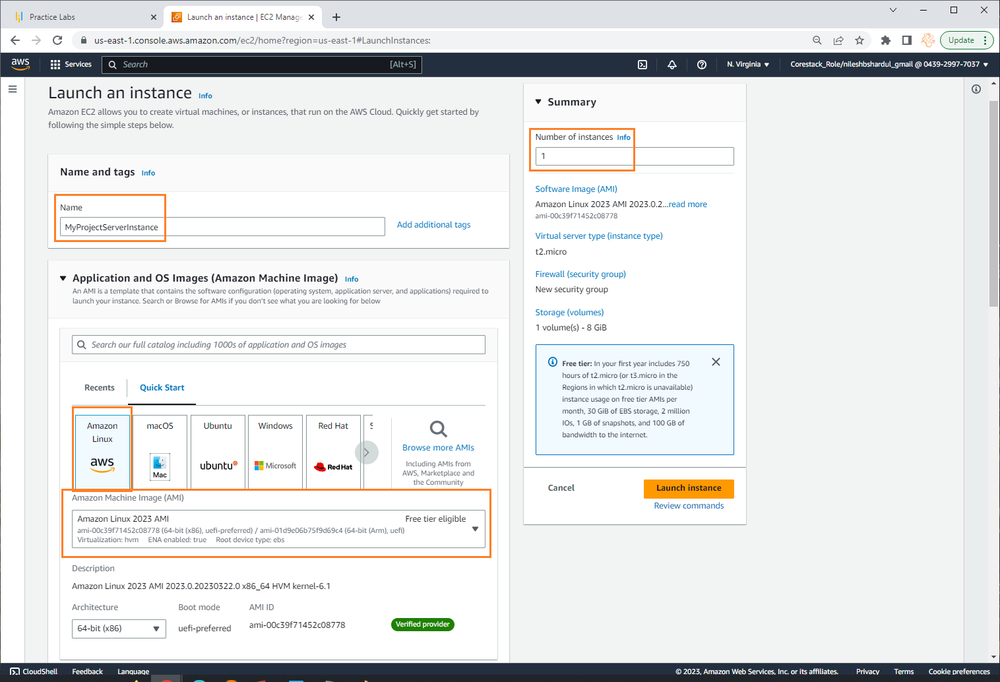 Practice Labs
Launch an instance | EC2 Manage
us-east-1.console.aws.amazon.com/ec2/home?region=us-east-1#LaunchInstances:
Update
aws
Services
Search
[Alt+S]
N. Virginia
Corestack_Role/nileshbshardul_gmail @ 0439-2997-7037
Launch an instance Info
Amazon EC2 allows you to create virtual machines, or instances, that run on the AWS Cloud. Quickly get started by
following the simple steps below.
Name and tags Info
Name
MyProjectServerInstance
Add additional tags
Application and OS Images (Amazon Machine Image) Info
An AMI is a template that contains the software configuration (operating system, application server, and applications) required to
launch your instance. Search or Browse for AMIs if you don't see what you are looking for below
Search our full catalog including 1000s of application and OS images
Recents
Quick Start
Amazon
Linux
aws
macOS
Mac
Ubuntu
ubuntu
Windows
Microsoft
Red Hat
Red Hat
S
Browse more AMIs
Including AMIs from
AWS, Marketplace and
the Community
Amazon Machine Image (AMI)
Amazon Linux 2023 AMI
Free tier eligible
ami-00c39f71452c08778 (64-bit (x86), uefi-preferred) / ami-01d9e06b75f9d69c4 (64-bit (Arm), uefi)
Virtualization: hvm ENA enabled: true Root device type: ebs
Description
Amazon Linux 2023 AMI 2023.0.20230322.0 x86_64 HVM kernel-6.1
Architecture
Boot mode
AMI ID
64-bit (x86)
uefi-preferred
ami-00c39f71452c08778
Verified provider
Summary
Number of instances Info
1
Software Image (AMI)
Amazon Linux 2023 AMI 2023.0.2...read more
ami-00c39f71452c08778
Virtual server type (instance type)
t2.micro
Firewall (security group)
New security group
Storage (volumes)
1 volume(s) - 8 GiB
Free tier: In your first year includes 750
hours of t2.micro (or t3.micro in the
Regions in which t2.micro is unavailable)
instance usage on free tier AMIs per
month, 30 GiB of EBS storage, 2 million
IOs, 1 GB of snapshots, and 100 GB of
bandwidth to the internet.
Cancel
Launch instance
Review commands
CloudShell
Feedback
Language
© 2023, Amazon Web Services, Inc. or its affiliates.
Privacy
Terms
Cookie preferences